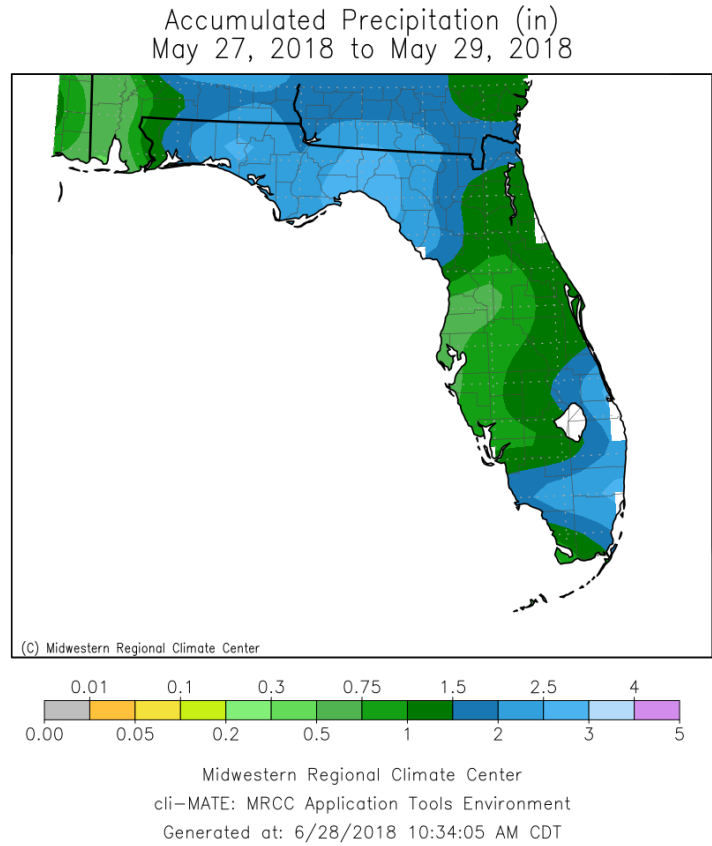 Accumulated Precipitation (in)
May 27, 2018 to May 29, 2018
(C) Midwestern Regional Climate Center
0.01 0.1 0.3 0.75 1.5 2.5 4
0.00 0.05 0.2 0.5 1 2 3 5
Midwestern Regional Climate Center
cli-MATE: MRCC Application Tools Environment
Generated at: 6/28/2018 10:34:05 AM CDT